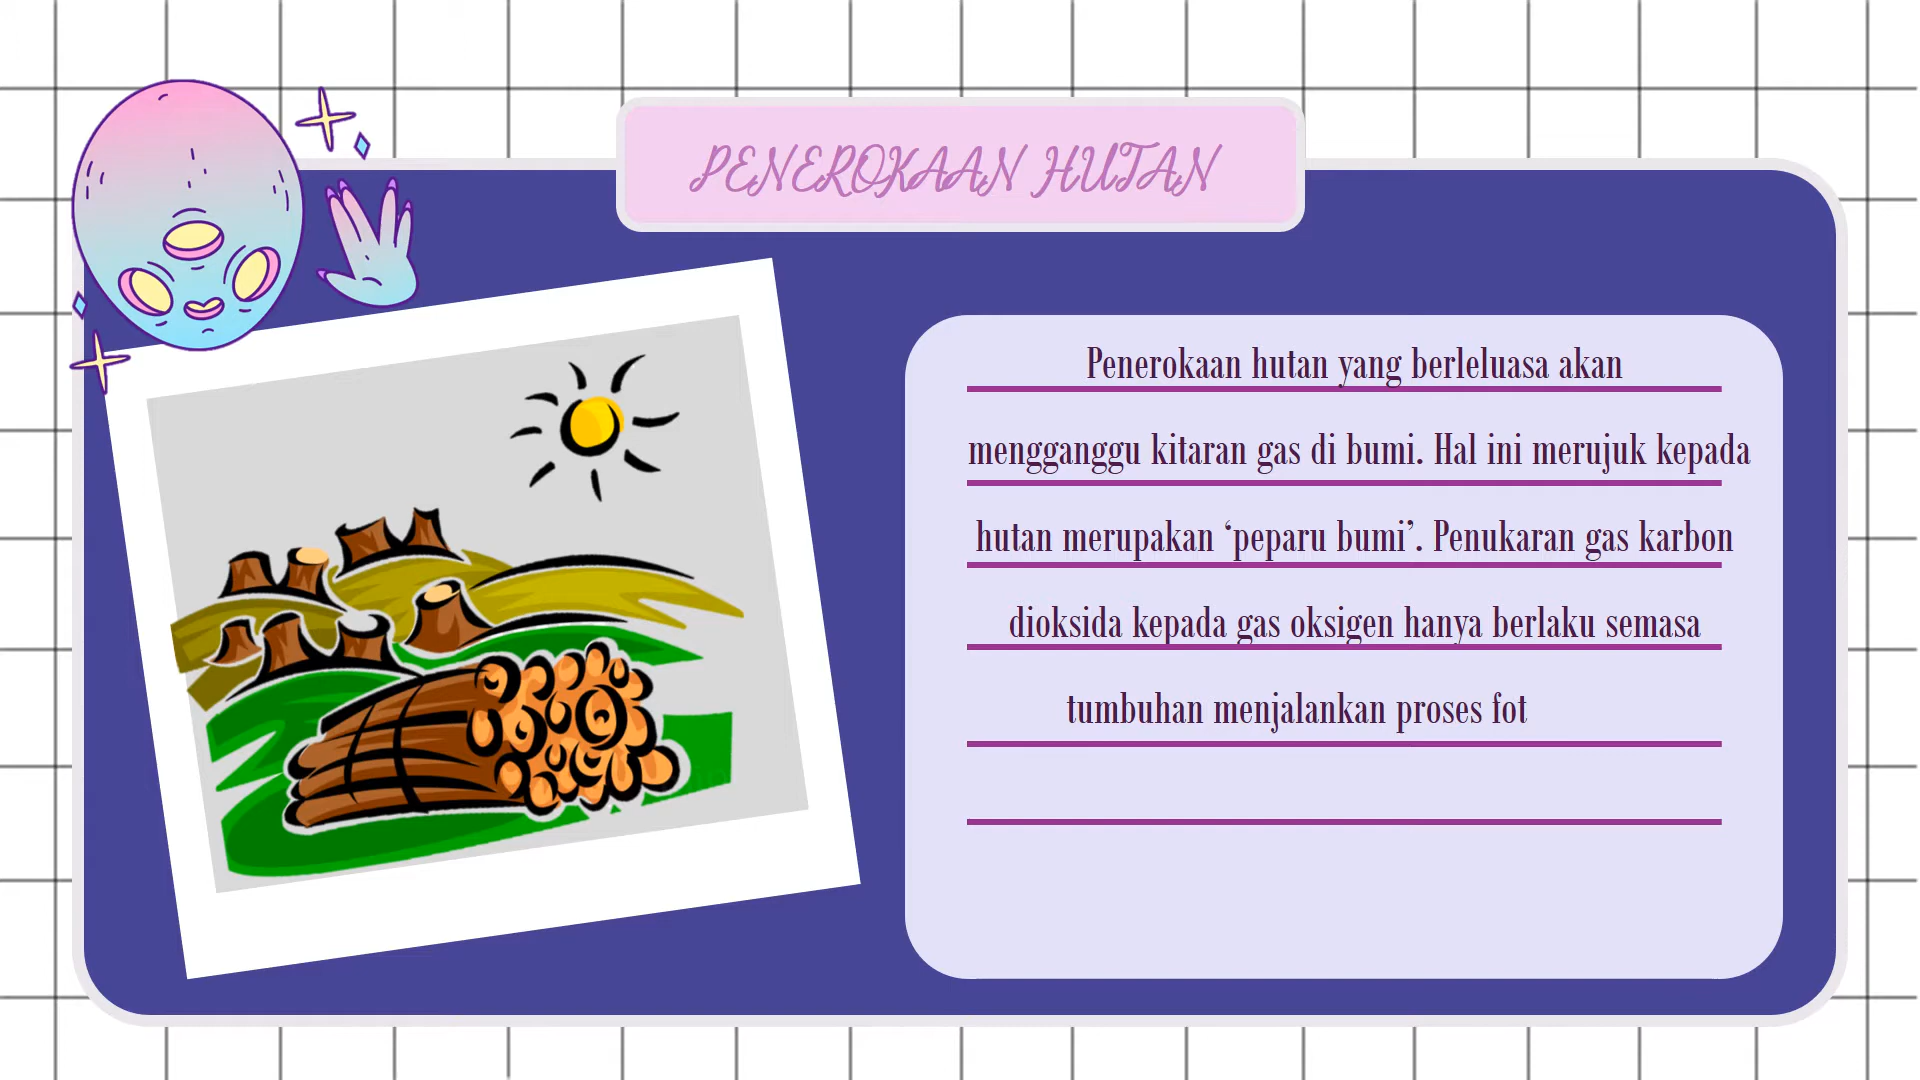 PENEROKAAN HUTAN
Penerokaan hutan yang berleluasa akan
mengganggu kitaran gas di bumi. Hal ini merujuk kepada
hutan merupakan ‘peparu bumi’. Penukaran gas karbon
dioksida kepada gas oksigen hanya berlaku semasa
tumbuhan menjalankan proses fot